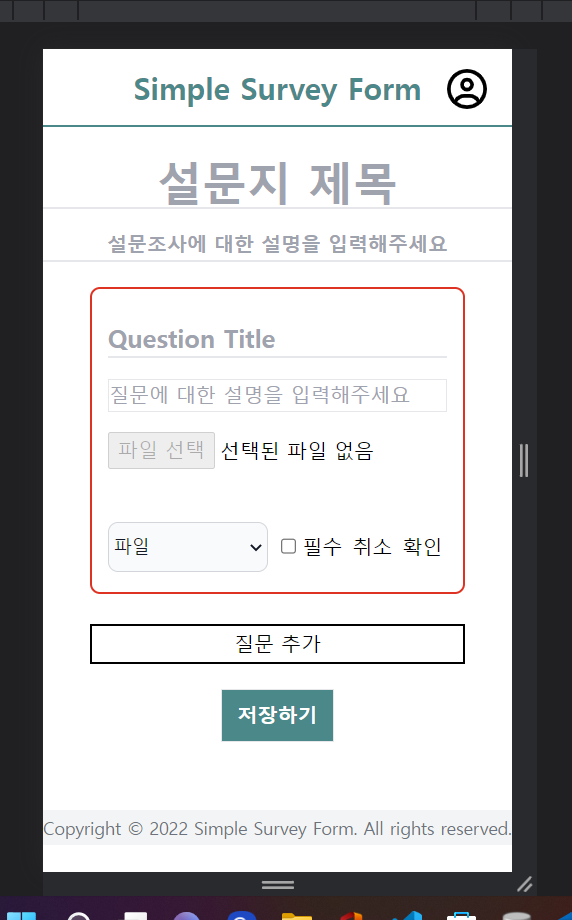 Simple Survey Form
설문지 제목
설문조사에 대한 설명을 입력해주세요
Question Title
질문에 대한 설명을 입력해주세요
파일 선택 선택된 파일 없음
파일 필수 취소 확인
질문 추가
저장하기
Copyright © 2022 Simple Survey Form. All rights reserved.